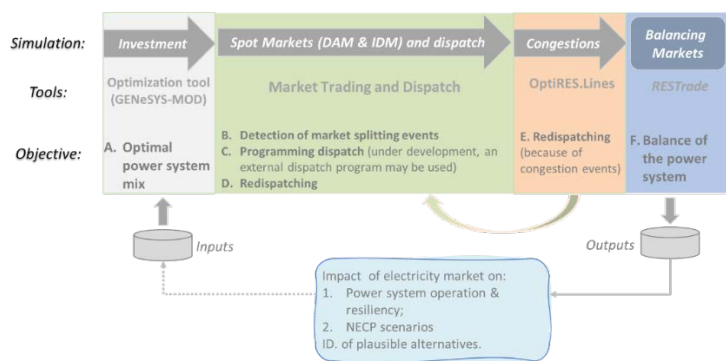 Simulation:
Investment
Spot Markets (DAM & IDM) and dispatch
Congestions
Balancing
Markets
Tools:
Optimization tool
(GENeSYS-MOD)
Market Trading and Dispatch
OptiRES.Lines
RESTrade
Objective:
A. Optimal
power system
mix
B. Detection of market splitting events
C. Programming dispatch (under development, an
external dispatch program may be used)
D. Redispatching
E. Redispatching
(because of
congestion events)
F. Balance of
the power
system
Inputs
Outputs
Impact of electricity market on:
1. Power system operation &
resiliency;
2. NECP scenarios
ID. of plausible alternatives.